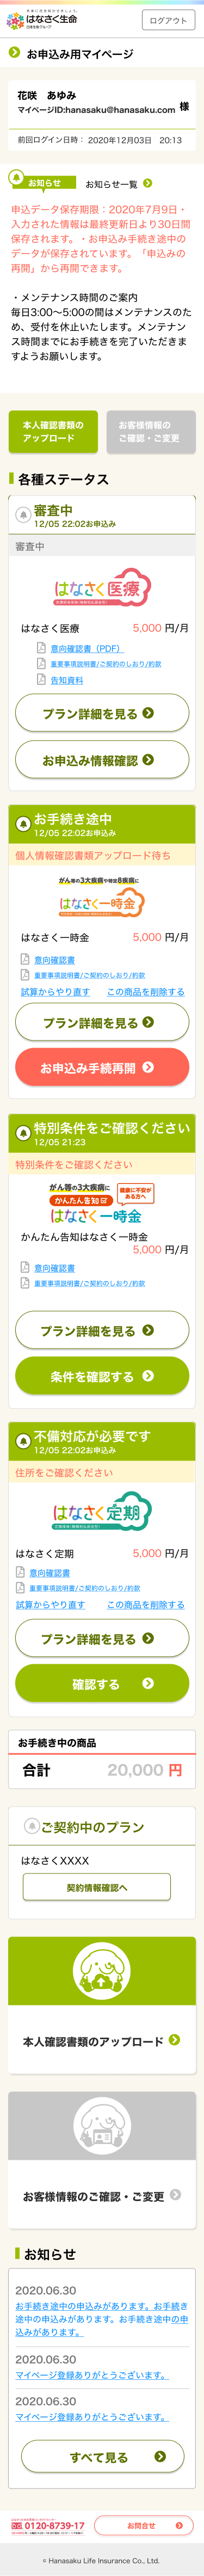 未来に花を咲かせましょう。
はなさく生命
日本生命グループ
ログアウト
お申込み用マイページ
花咲　あゆみ
マイページID:hanasaku@hanasaku.com 様
前回ログイン日時： 2020年12月03日　20:13
お知らせ
お知らせ一覧
申込データ保存期限：2020年7月9日・
入力された情報は最終更新日より30日間
保存されます。・お申込み手続き途中の
データが保存されています。「申込みの
再開」から再開できます。
・メンテナンス時間のご案内
毎日3:00〜5:00の間はメンテナンスのた
め、受付を休止いたします。メンテナン
ス時間までにお手続きを完了いただきま
すようお願いします。
本人確認書類の
アップロード
お客様情報の
ご確認・ご変更
各種ステータス
審査中
12/05 22:02お申込み
審査中
はなさく医療
はなさく医療
5,000 円/月
意向確認書（PDF）
重要事項説明書/ご契約のしおり/約款
告知資料
プラン詳細を見る
お申込み情報確認
お手続き途中
12/05 22:02お申込み
個人情報確認書類アップロード待ち
がん等の3大疾病や特定8疾病に
はなさく一時金
はなさく一時金
5,000 円/月
意向確認書
重要事項説明書/ご契約のしおり/約款
試算からやり直す
この商品を削除する
プラン詳細を見る
お申込み手続再開
特別条件をご確認ください
12/05 21:23
特別条件をご確認ください
がん等の3大疾病に
かんたん告知
健康に不安が
ある方へ
はなさく一時金
かんたん告知はなさく一時金
5,000 円/月
意向確認書
重要事項説明書/ご契約のしおり/約款
プラン詳細を見る
条件を確認する
不備対応が必要です
12/05 22:02お申込み
住所をご確認ください
はなさく定期
はなさく定期
5,000 円/月
意向確認書
重要事項説明書/ご契約のしおり/約款
試算からやり直す
この商品を削除する
プラン詳細を見る
確認する
お手続き中の商品
合計
20,000 円
ご契約中のプラン
はなさくXXXX
契約情報確認へ
本人確認書類のアップロード
お客様情報のご確認・ご変更
お知らせ
2020.06.30
お手続き途中の申込みがあります。お手続き
途中の申込みがあります。お手続き途中の申
込みがあります。
2020.06.30
マイページ登録ありがとうございます。
2020.06.30
マイページ登録ありがとうございます。
すべて見る
0120-8739-17
お問合せ
© Hanasaku Life Insurance Co., Ltd.